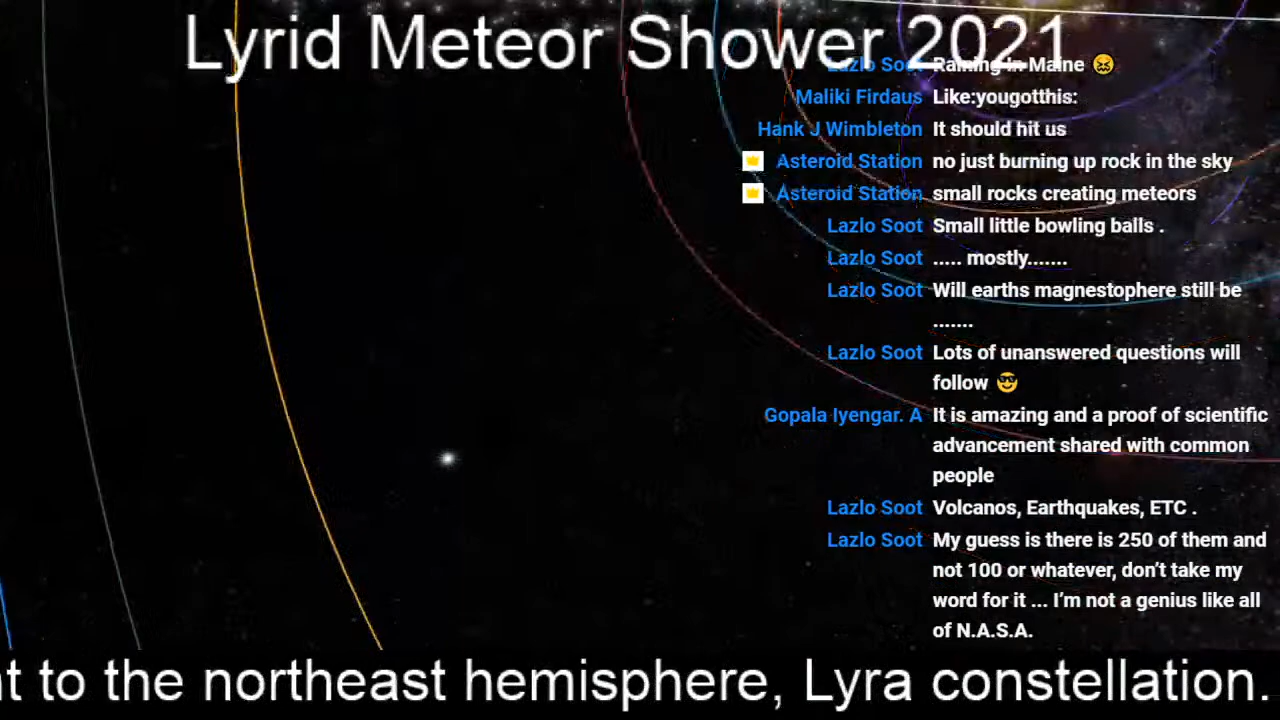 Lyrid Meteor Shower 2021
Lazlo Soot Raining in Maine 😖
Maliki Firdaus Like:yougotthis:
Hank J Wimbleton It should hit us
Asteroid Station no just burning up rock in the sky
Asteroid Station small rocks creating meteors
Lazlo Soot Small little bowling balls .
Lazlo Soot ..... mostly.......
Lazlo Soot Will earths magnestophere still be
.......
Lazlo Soot Lots of unanswered questions will
follow 😎
Gopala Iyengar. A It is amazing and a proof of scientific
advancement shared with common
people
Lazlo Soot Volcanos, Earthquakes, ETC .
Lazlo Soot My guess is there is 250 of them and
not 100 or whatever, don’t take my
word for it ... I’m not a genius like all
of N.A.S.A.
to the northeast hemisphere, Lyra constellation.